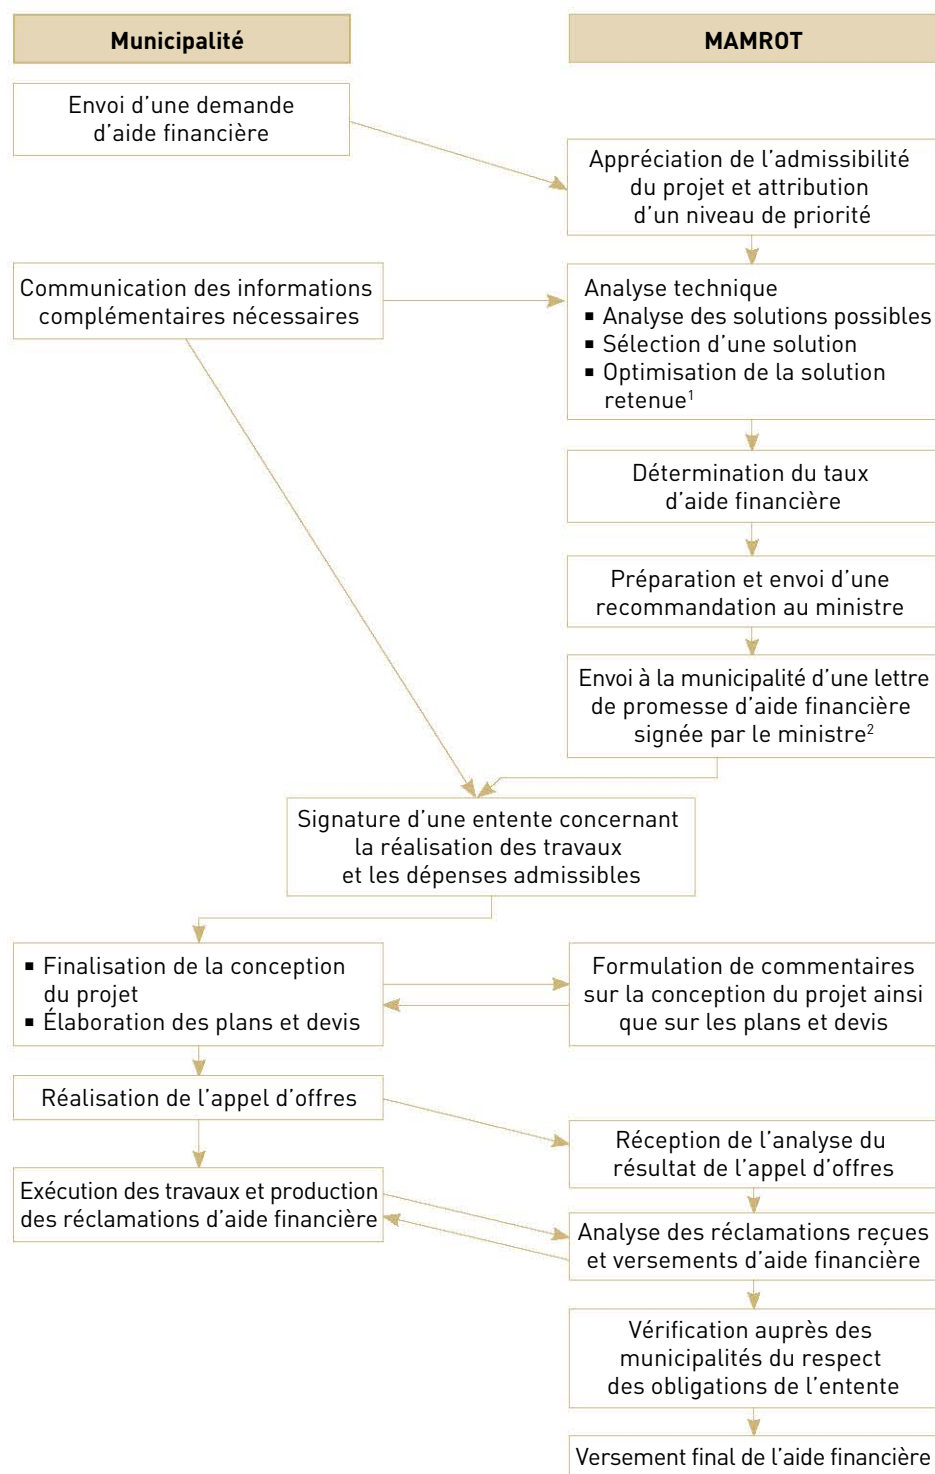 Municipalité
MAMROT
Envoi d’une demande
d’aide financière
Appréciation de l’admissibilité
du projet et attribution
d’un niveau de priorité
Communication des informations
complémentaires nécessaires
Analyse technique
▪ Analyse des solutions possibles
▪ Sélection d’une solution
▪ Optimisation de la solution
retenue¹
Détermination du taux
d’aide financière
Préparation et envoi d’une
recommandation au ministre
Envoi à la municipalité d’une lettre
de promesse d’aide financière
signée par le ministre²
Signature d’une entente concernant
la réalisation des travaux
et les dépenses admissibles
▪ Finalisation de la conception
du projet
▪ Élaboration des plans et devis
Formulation de commentaires
sur la conception du projet ainsi
que sur les plans et devis
Réalisation de l’appel d’offres
Réception de l’analyse du
résultat de l’appel d’offres
Exécution des travaux et production
des réclamations d’aide financière
Analyse des réclamations reçues
et versements d’aide financière
Vérification auprès des
municipalités du respect
des obligations de l’entente
Versement final de l’aide financière